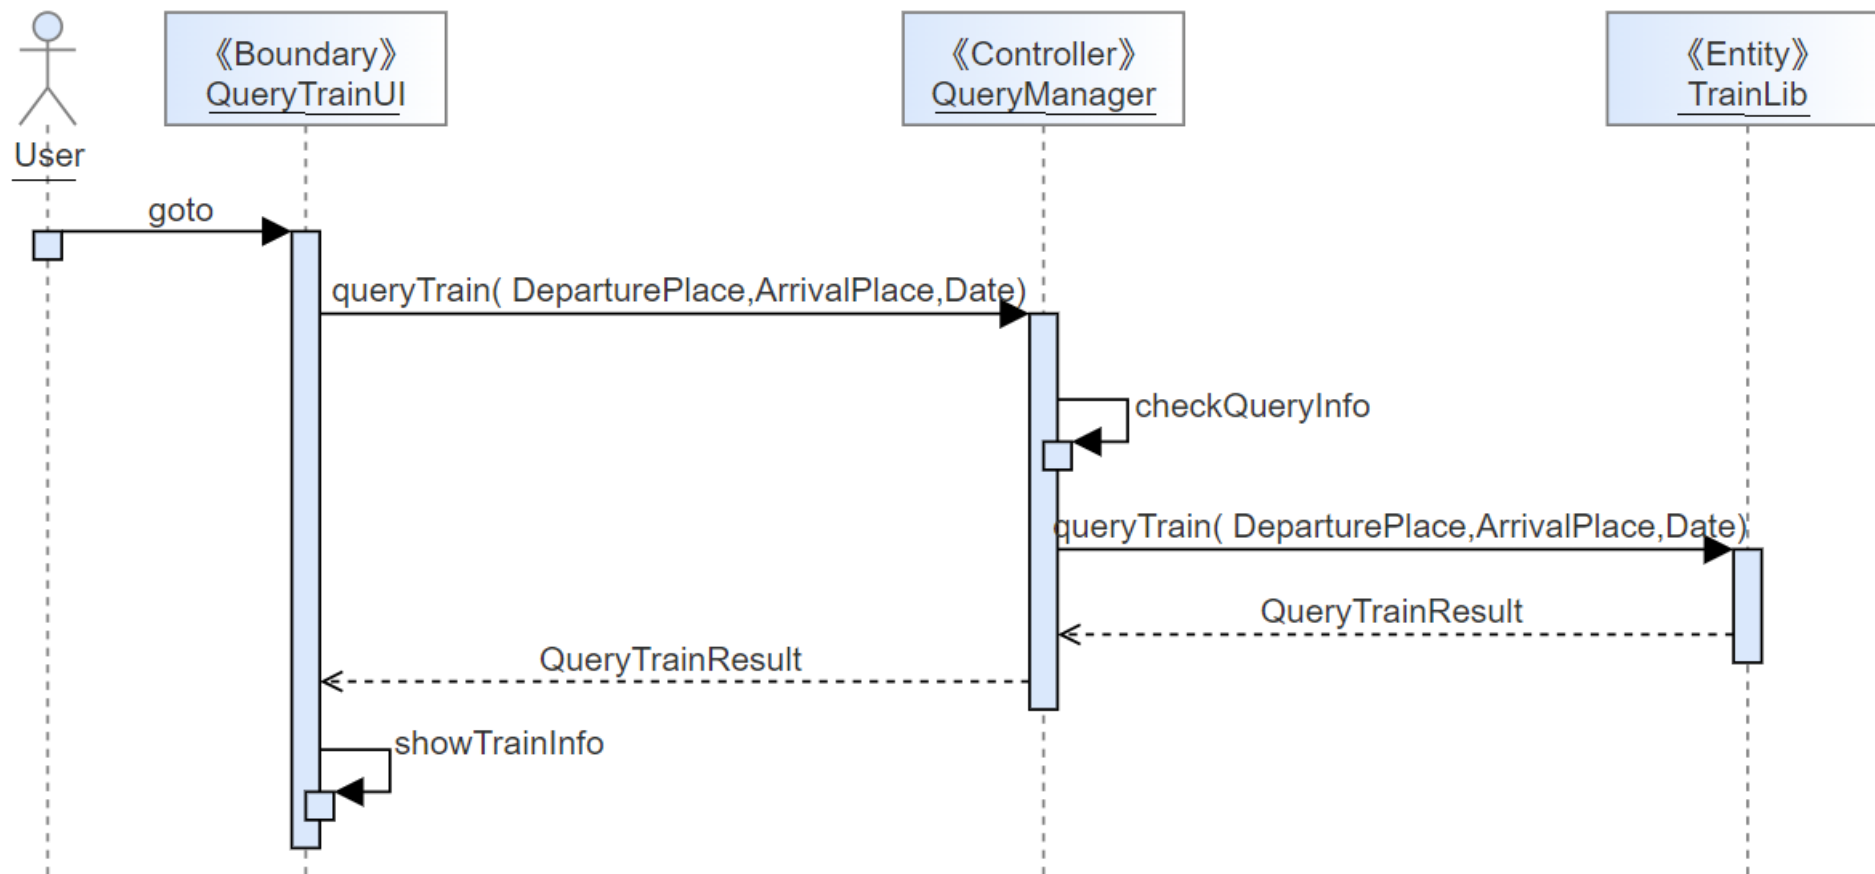 《Boundary》
QueryTrainUI
《Controller》
QueryManager
《Entity》
TrainLib
User
goto
queryTrain( DeparturePlace,ArrivalPlace,Date)
checkQueryInfo
queryTrain( DeparturePlace,ArrivalPlace,Date)
QueryTrainResult
QueryTrainResult
showTrainInfo